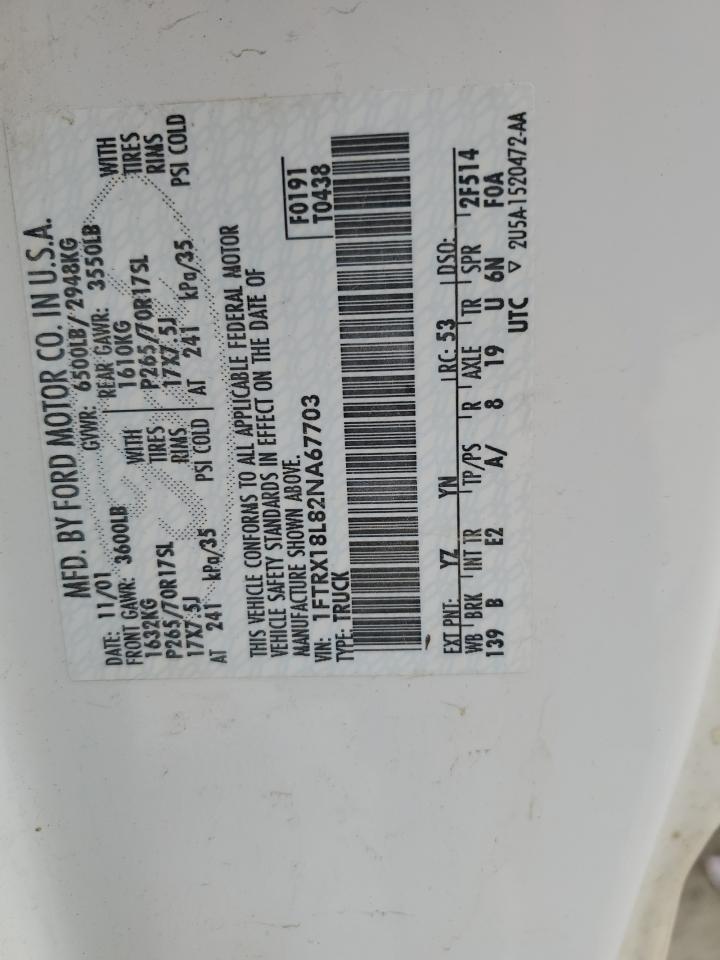 MFD. BY FORD MOTOR CO. IN U.S.A.
DATE: 11/01 GVWR: 6500LB/ 2948KG
FRONT GAWR: 3600LB REAR GAWR: 3550LB
1632KG WITH 1610KG WITH
P265/70R17SL TIRES P265/70R17SL TIRES
17X7.5J RIMS 17X7.5J RIMS
AT 241 kPa/35 PSI COLD AT 241 kPa/35 PSI COLD
THIS VEHICLE CONFORMS TO ALL APPLICABLE FEDERAL MOTOR
VEHICLE SAFETY STANDARDS IN EFFECT ON THE DATE OF
MANUFACTURE SHOWN ABOVE.
VIN: 1FTRX18L82NA67703
TYPE: TRUCK
F0191
T0438
EXT PNT: YZ YN RC: 53 DSO:
WB BRK INT TR TP/PS R AXLE TR SPR 2F514
139 B E2 A/ 8 19 U 6N F0A
UTC ▽ 2U5A-1520472-AA